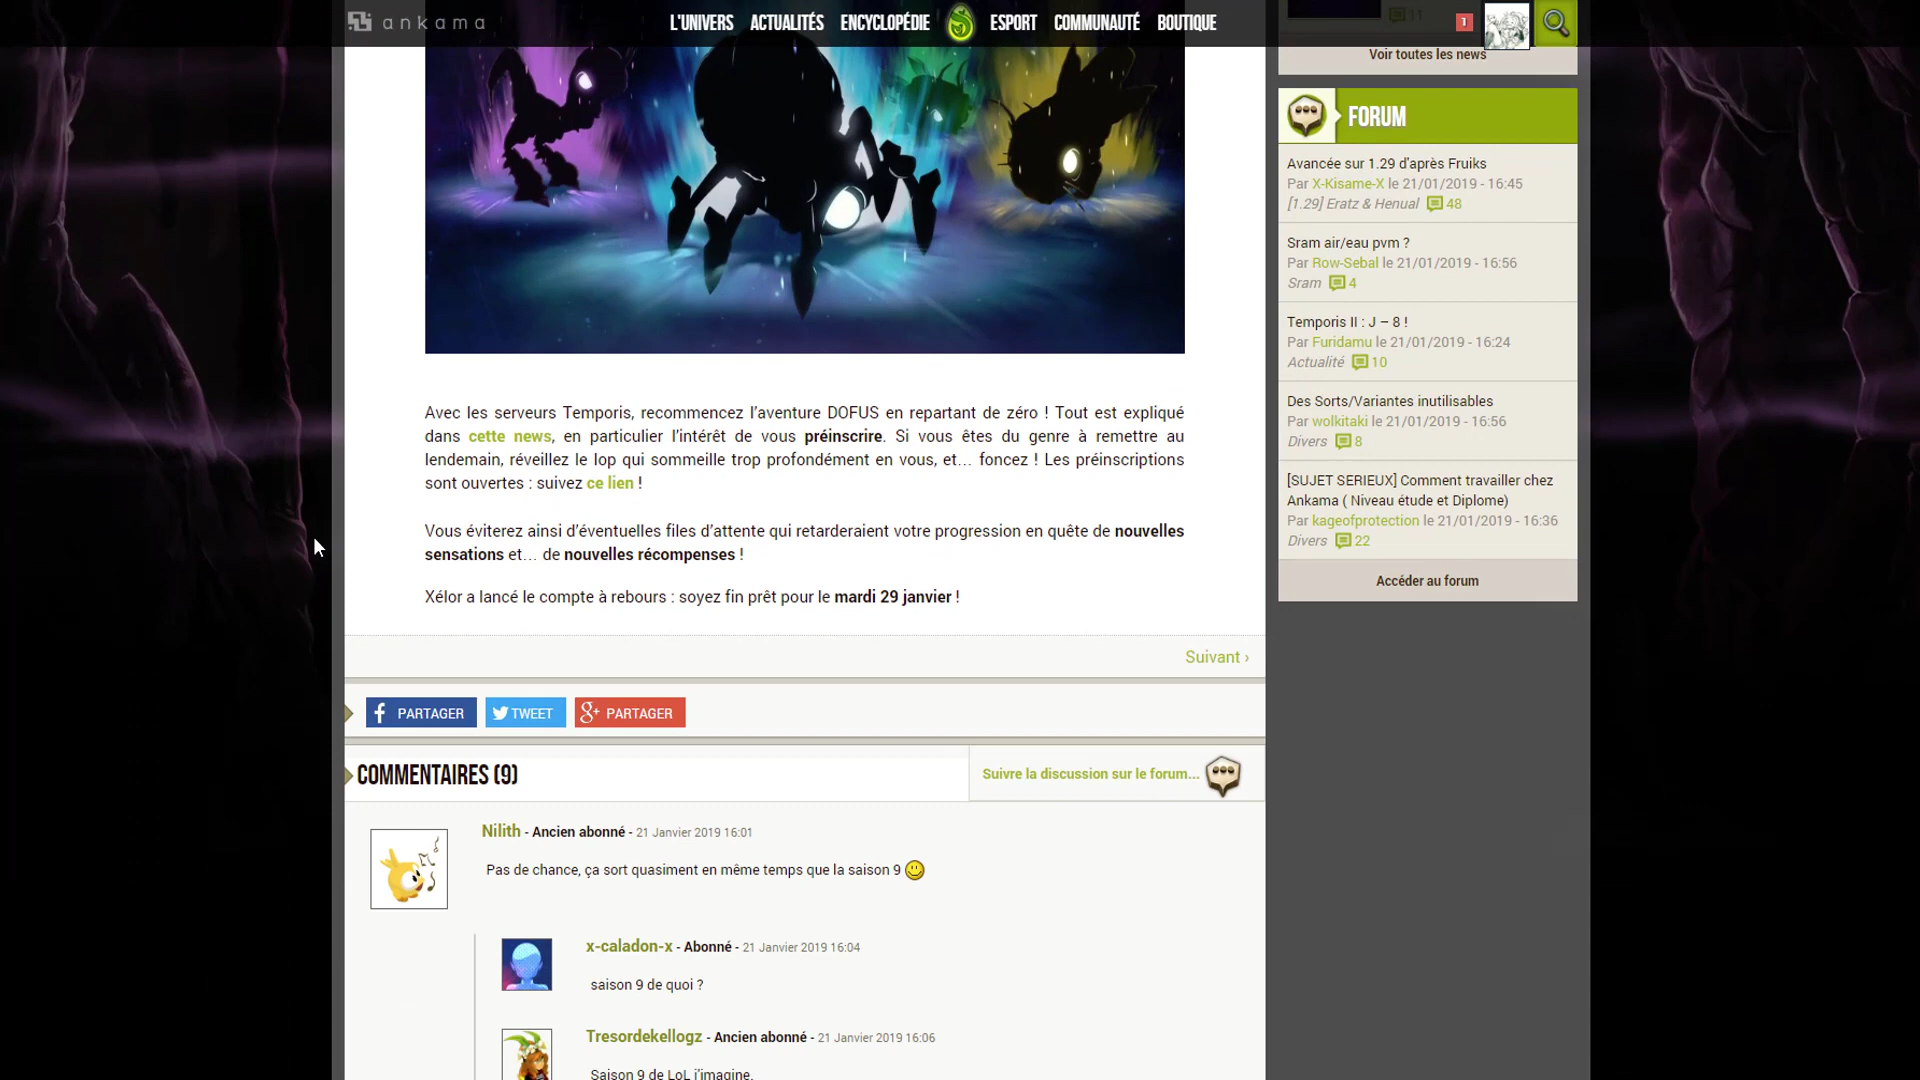 ankama
L'UNIVERS ACTUALITÉS ENCYCLOPÉDIE ESPORT COMMUNAUTÉ BOUTIQUE
1
11
Voir toutes les news
FORUM
Avancée sur 1.29 d'après Fruiks
Par X-Kisame-X le 21/01/2019 - 16:45
[1.29] Eratz & Henual 48
Sram air/eau pvm ?
Par Row-Sebal le 21/01/2019 - 16:56
Sram 4
Temporis II : J – 8 !
Par Furidamu le 21/01/2019 - 16:24
Actualité 10
Des Sorts/Variantes inutilisables
Par wolkitaki le 21/01/2019 - 16:56
Divers 8
[SUJET SERIEUX] Comment travailler chez
Ankama ( Niveau étude et Diplome)
Par kageofprotection le 21/01/2019 - 16:36
Divers 22
Accéder au forum
Avec les serveurs Temporis, recommencez l’aventure DOFUS en repartant de zéro ! Tout est expliqué
dans cette news, en particulier l’intérêt de vous préinscrire. Si vous êtes du genre à remettre au
lendemain, réveillez le Iop qui sommeille trop profondément en vous, et… foncez ! Les préinscriptions
sont ouvertes : suivez ce lien !
Vous éviterez ainsi d’éventuelles files d’attente qui retarderaient votre progression en quête de nouvelles
sensations et… de nouvelles récompenses !
Xélor a lancé le compte à rebours : soyez fin prêt pour le mardi 29 janvier !
Suivant ›
PARTAGER TWEET PARTAGER
COMMENTAIRES (9)
Suivre la discussion sur le forum...
Nilith - Ancien abonné - 21 Janvier 2019 16:01
Pas de chance, ça sort quasiment en même temps que la saison 9
x-caladon-x - Abonné - 21 Janvier 2019 16:04
saison 9 de quoi ?
Tresordekellogz - Ancien abonné - 21 Janvier 2019 16:06
Saison 9 de LoL j'imagine.